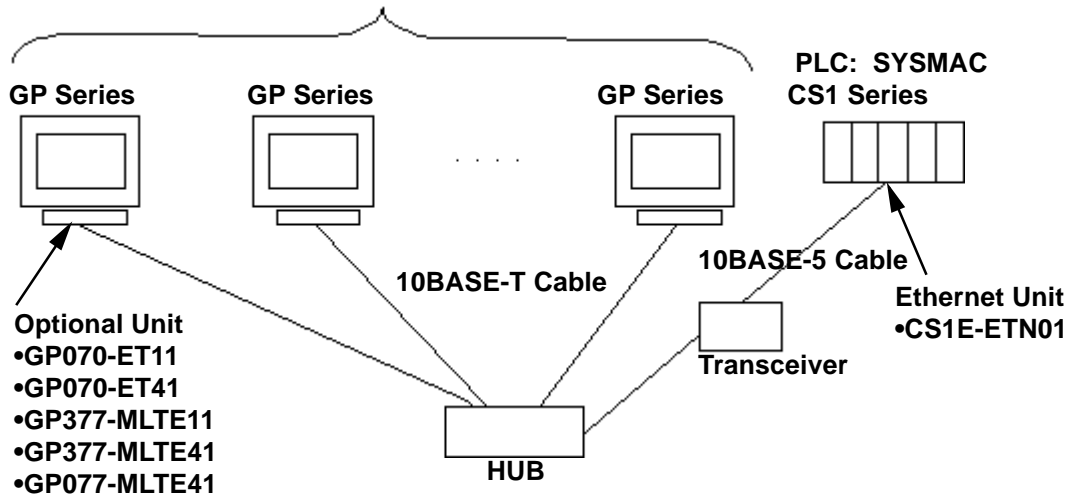 PLC: SYSMAC
GP Series
GP Series
GP Series
CS1 Series
. . . .
10BASE-T Cable
10BASE-5 Cable
Optional Unit
•GP070-ET11
•GP070-ET41
•GP377-MLTE11
•GP377-MLTE41
•GP077-MLTE41
Ethernet Unit
•CS1E-ETN01
Transceiver
HUB